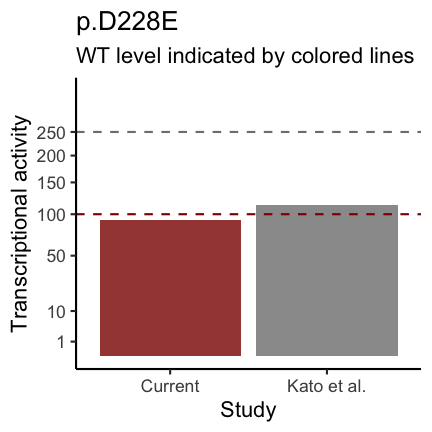 p.D228E
WT level indicated by colored lines
Transcriptional activity
250
200
150
100
50
10
1
Current
Kato et al.
Study